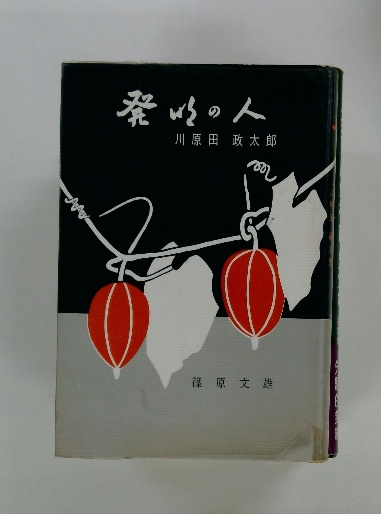 発明の人
川原田 政太郎
篠原文雄